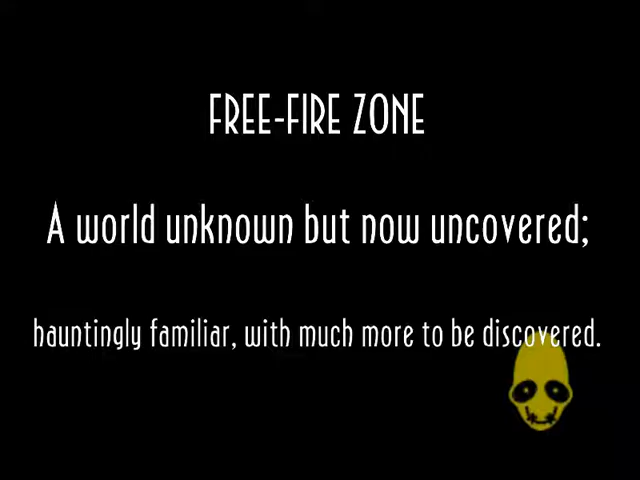 FREE-FIRE ZONE
A world unknown but now uncovered;
hauntingly familiar, with much more to be discovered.